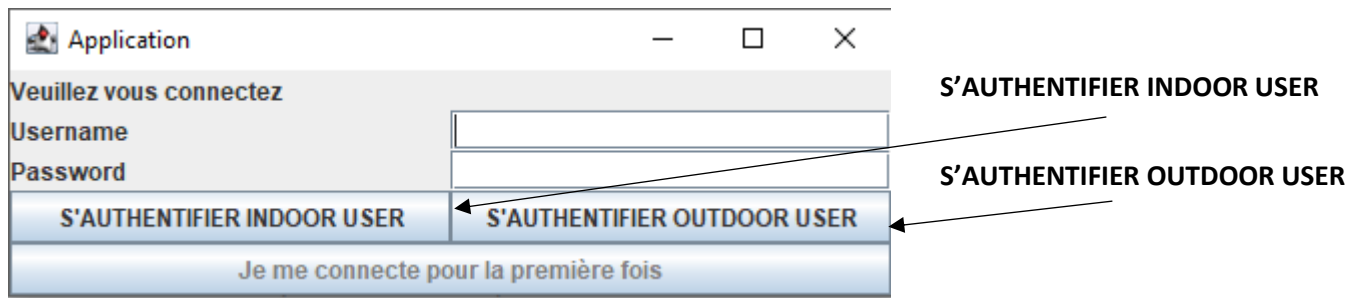 Application
Veuillez vous connectez
Username
Password
S'AUTHENTIFIER INDOOR USER
S'AUTHENTIFIER OUTDOOR USER
Je me connecte pour la première fois
S’AUTHENTIFIER INDOOR USER
S’AUTHENTIFIER OUTDOOR USER